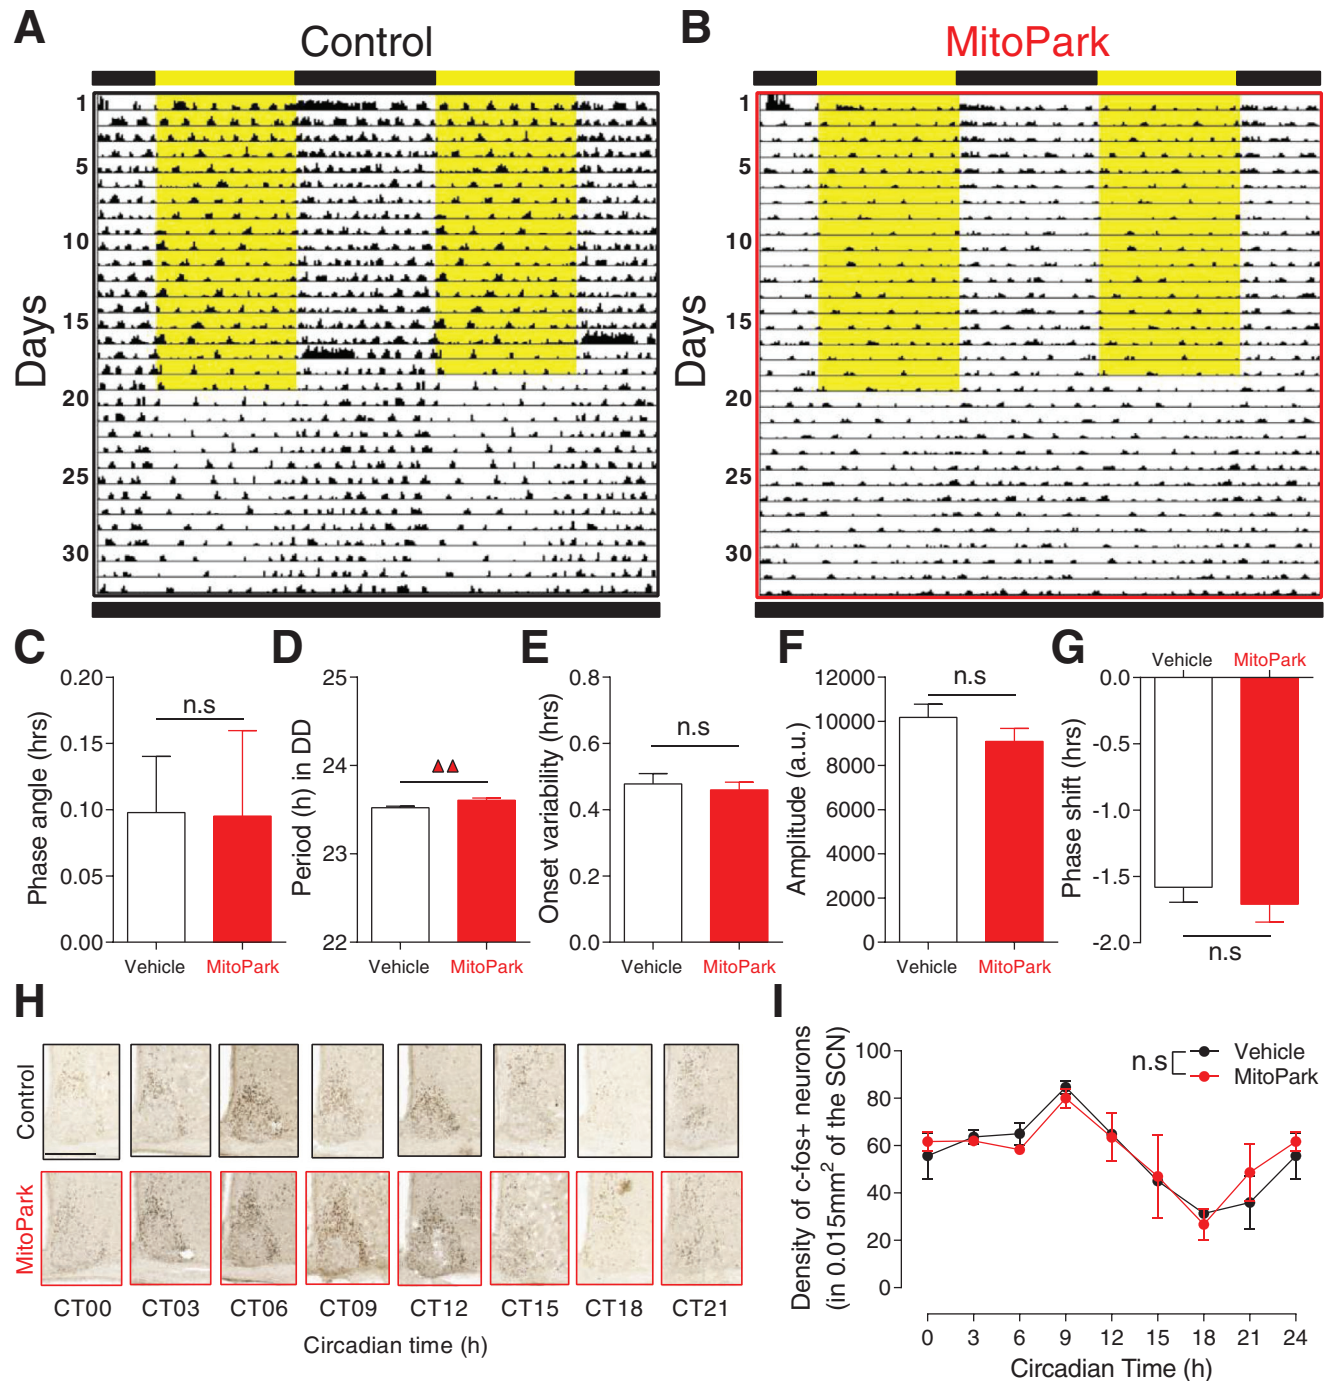 A
Control
B
MitoPark
Days
1
5
10
15
20
25
30
Days
1
5
10
15
20
25
30
C
Phase angle (hrs)
0.20
0.15
0.10
0.05
0.00
n.s
Vehicle
MitoPark
D
Period (h) in DD
25
24
23
22
Vehicle
MitoPark
E
Onset variability (hrs)
0.8
0.6
0.4
0.2
0.0
n.s
Vehicle
MitoPark
F
Amplitude (a.u.)
12000
10000
8000
6000
4000
2000
0
n.s
Vehicle
MitoPark
G
Vehicle
MitoPark
Phase shift (hrs)
0.0
-0.5
-1.0
-1.5
-2.0
n.s
H
Control
MitoPark
CT00 CT03 CT06 CT09 CT12 CT15 CT18 CT21
Circadian time (h)
I
Density of c-fos+ neurons
(in 0.015mm² of the SCN)
100
80
60
40
20
0
n.s
Vehicle
MitoPark
0 3 6 9 12 15 18 21 24
Circadian Time (h)